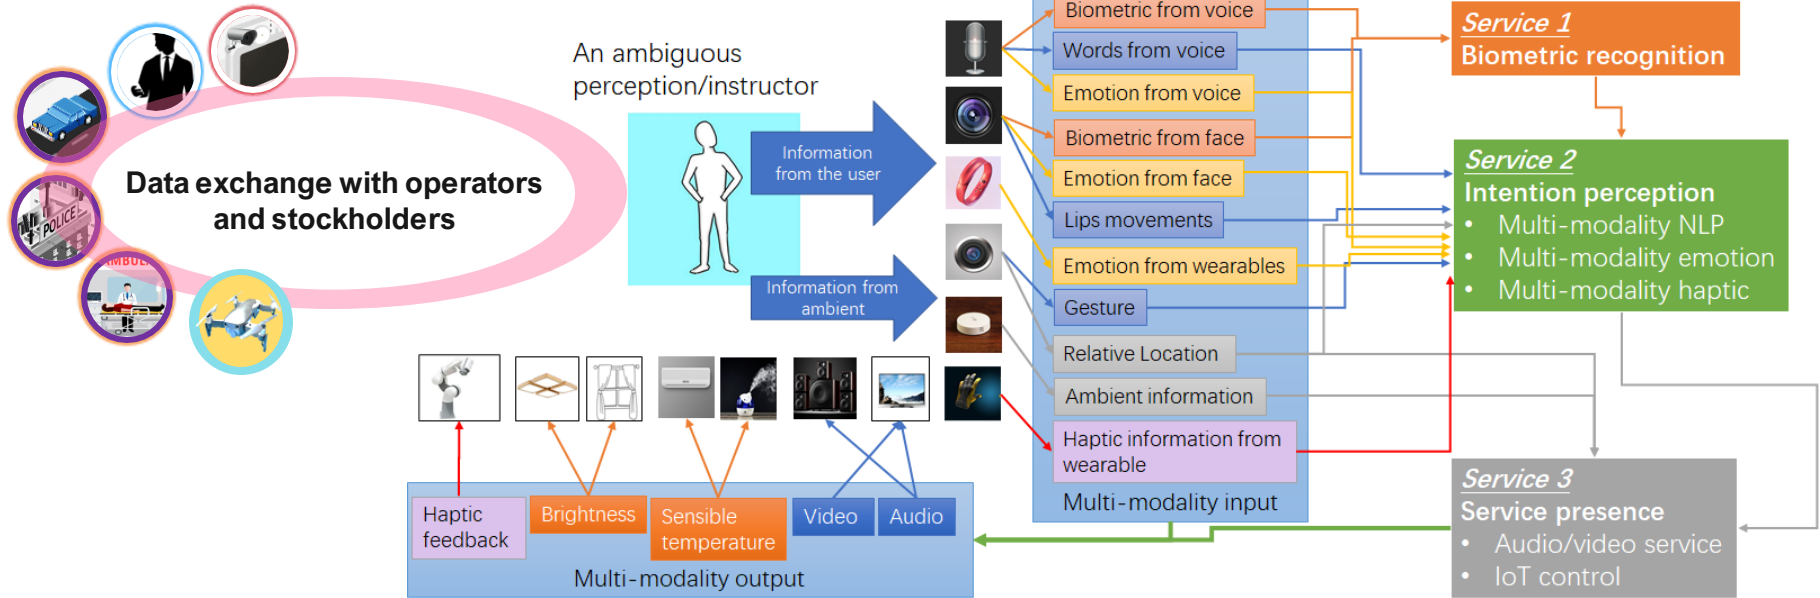 An ambiguous
perception/instructor
Data exchange with operators
and stockholders
POLICE
Information
from the user
Information from
ambient
Biometric from voice
Words from voice
Emotion from voice
Biometric from face
Emotion from face
Lips movements
Emotion from wearables
Gesture
Relative Location
Ambient information
Haptic information from
wearable
Multi-modality input
Service 1
Biometric recognition
Service 2
Intention perception
• Multi-modality NLP
• Multi-modality emotion
• Multi-modality haptic
Service 3
Service presence
• Audio/video service
• IoT control
Haptic
feedback
Brightness
Sensible
temperature
Video
Audio
Multi-modality output